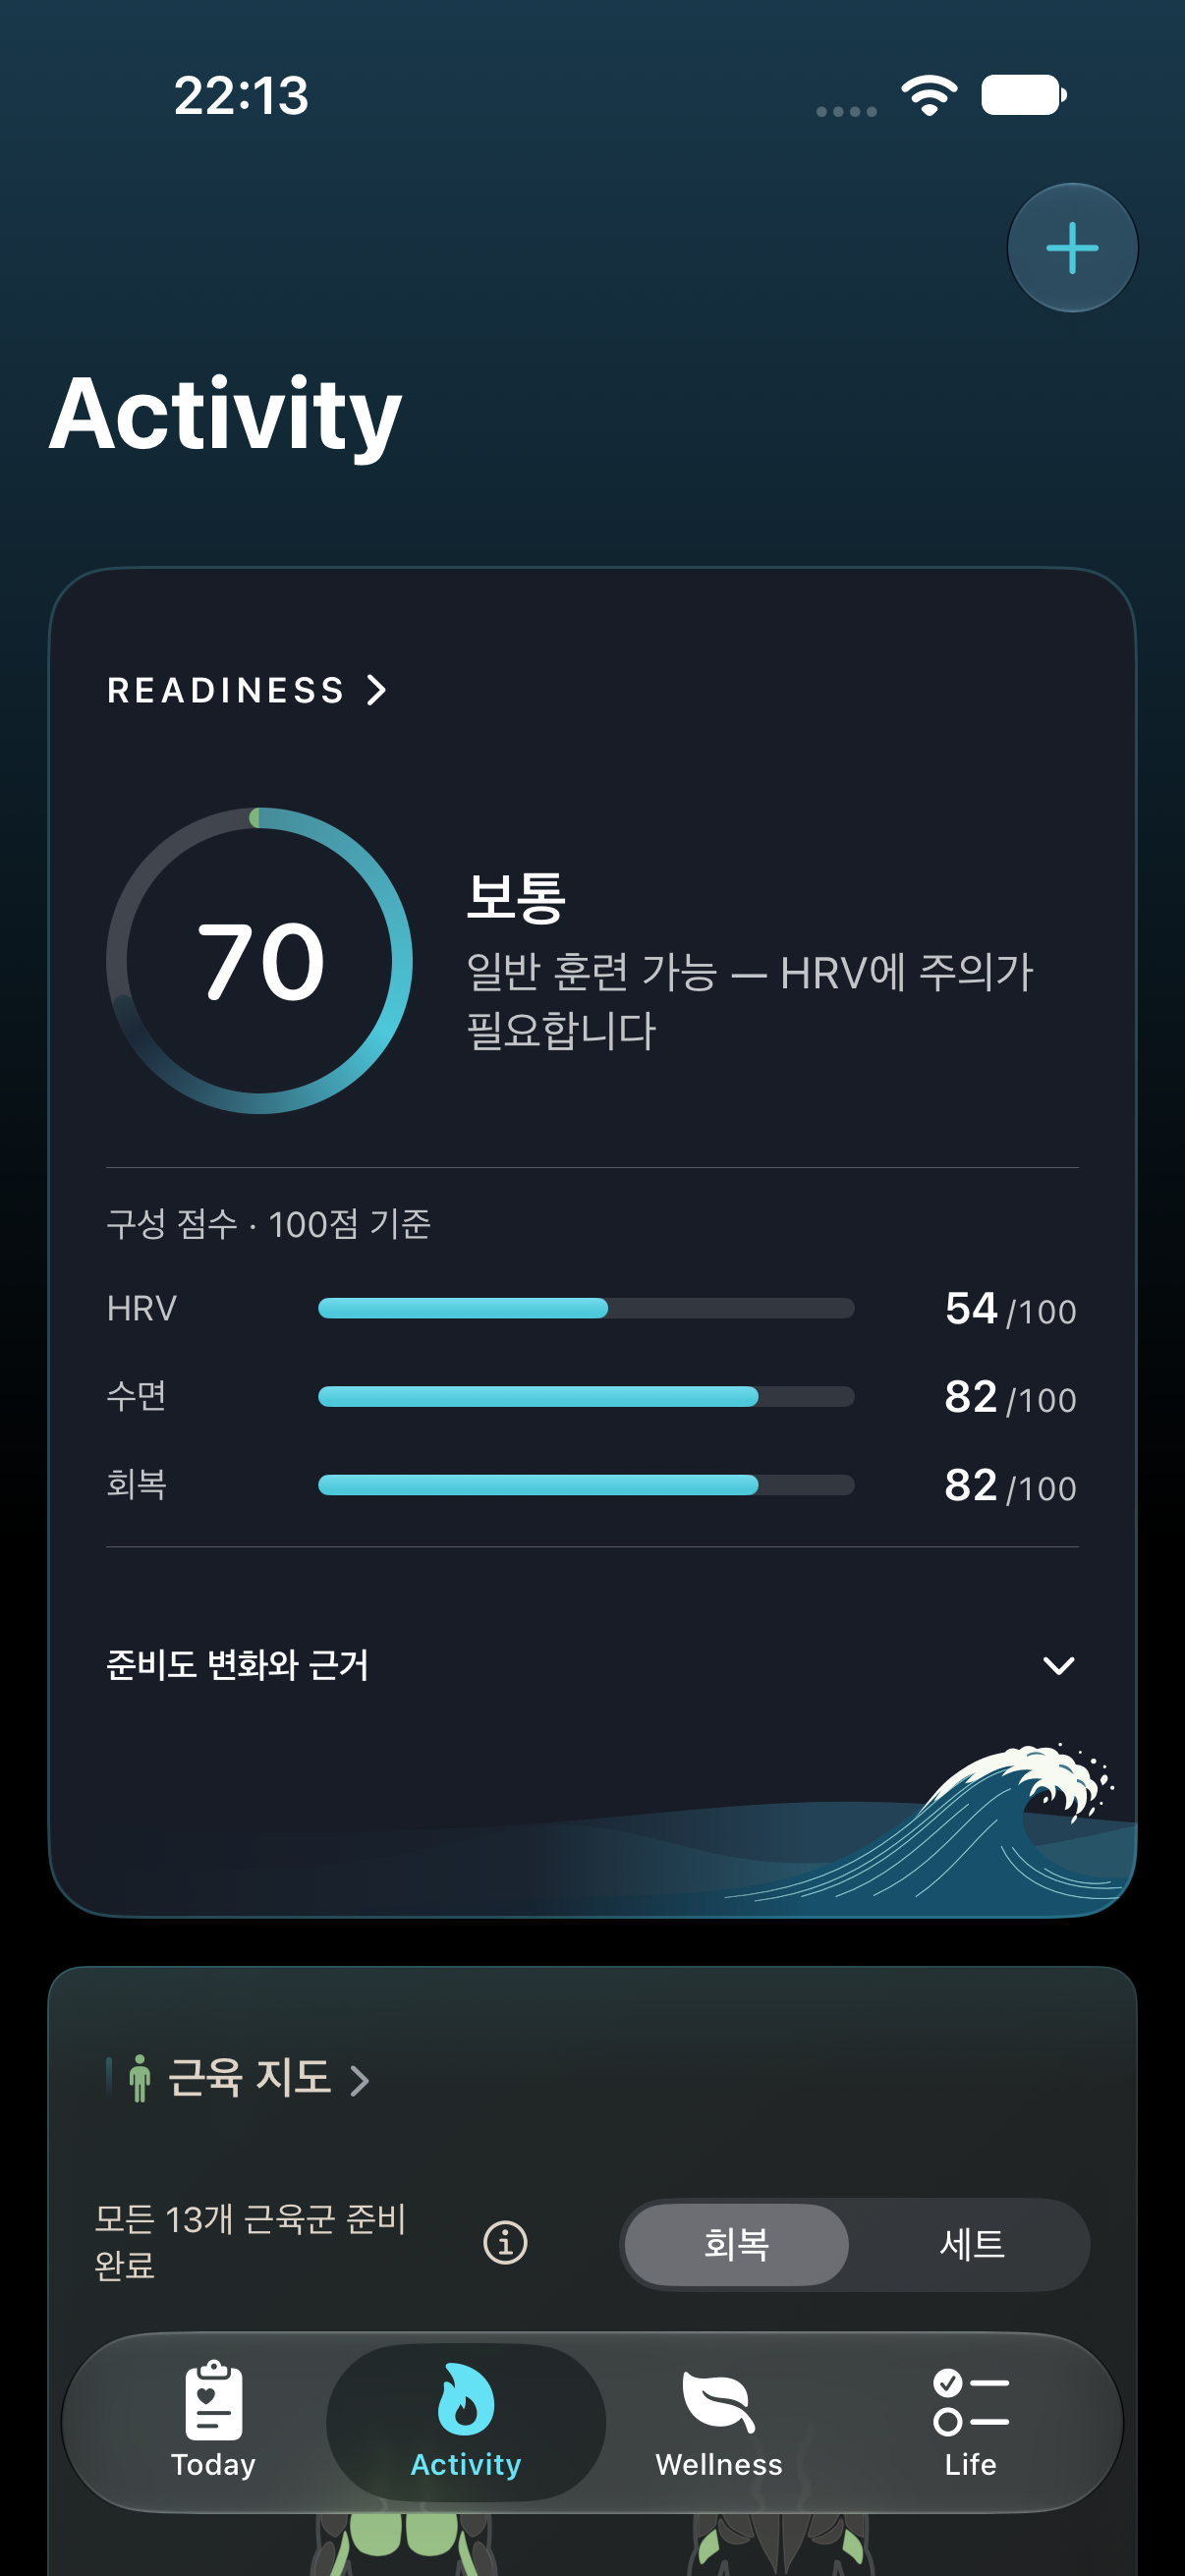 22:13
Activity
READINESS
70
보통
일반 훈련 가능 — HRV에 주의가
필요합니다
구성 점수 · 100점 기준
HRV 54/100
수면 82/100
회복 82/100
준비도 변화와 근거
근육 지도
모든 13개 근육군 준비
완료
회복 세트
Today Activity Wellness Life